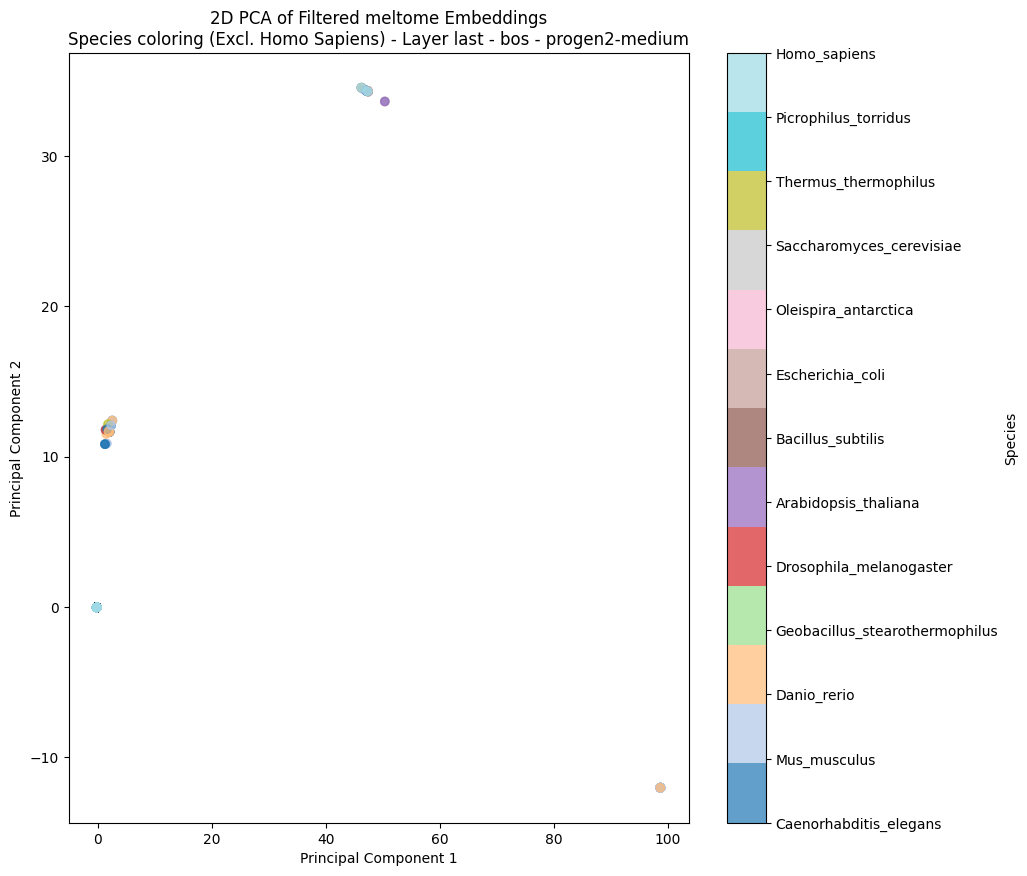 2D PCA of Filtered meltome Embeddings
Species coloring (Excl. Homo Sapiens) - Layer last - bos - progen2-medium
Principal Component 2
30
20
10
0
−10
0
20
40
60
80
100
Principal Component 1
Homo_sapiens
Picrophilus_torridus
Thermus_thermophilus
Saccharomyces_cerevisiae
Oleispira_antarctica
Escherichia_coli
Bacillus_subtilis
Arabidopsis_thaliana
Drosophila_melanogaster
Geobacillus_stearothermophilus
Danio_rerio
Mus_musculus
Caenorhabditis_elegans
Species